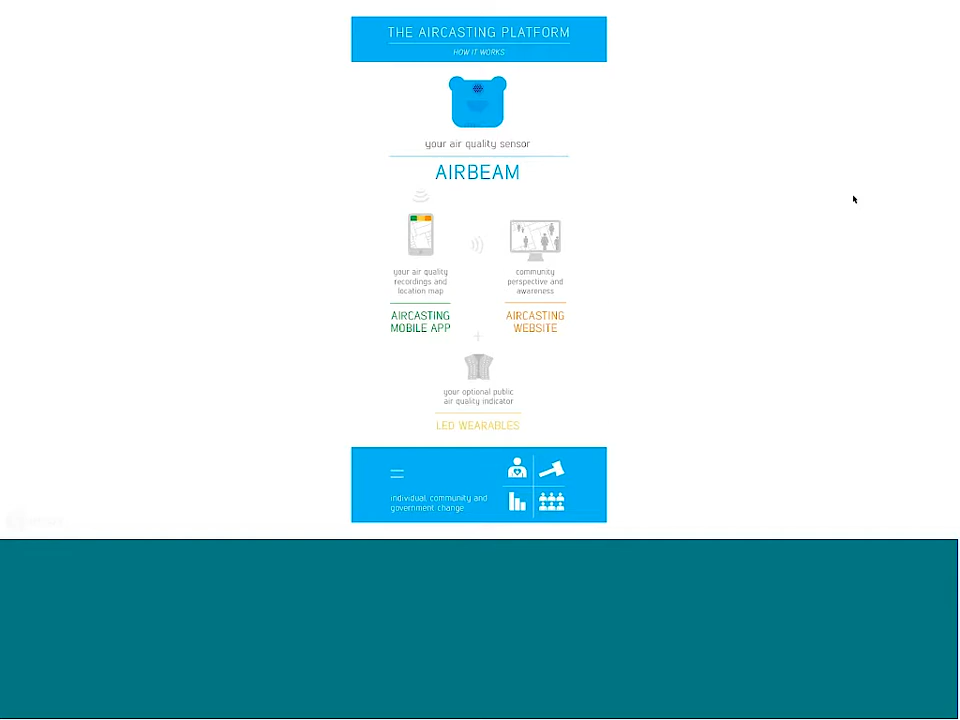 THE AIRCASTING PLATFORM
HOW IT WORKS
your air quality sensor
AIRBEAM
your air quality
recordings and
location map
AIRCASTING
MOBILE APP
community
perspective and
awareness
AIRCASTING
WEBSITE
+
your optional public
air quality indicator
LED WEARABLES
=
individual, community and
government change